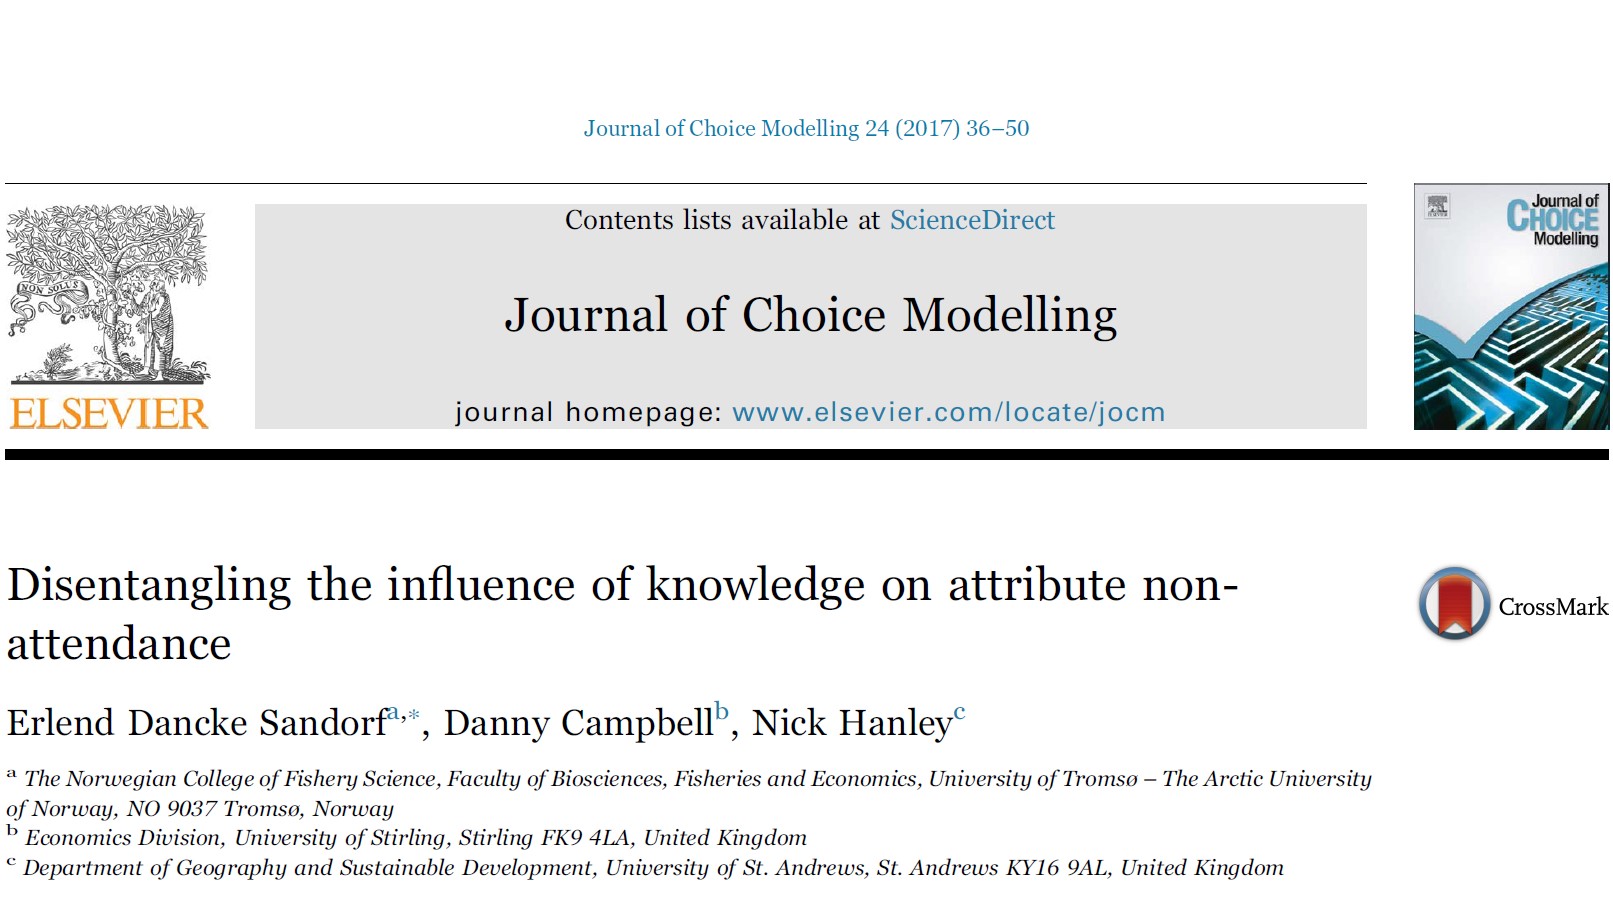 Journal of Choice Modelling 24 (2017) 36–50
Contents lists available at ScienceDirect
Journal of Choice Modelling
journal homepage: www.elsevier.com/locate/jocm
NON SOLUS
ELSEVIER
ELSEVIER
Journal of
CHOICE
Modelling
Disentangling the influence of knowledge on attribute non-
attendance
CrossMark
Erlend Dancke Sandorf a,*, Danny Campbell b, Nick Hanley c
a The Norwegian College of Fishery Science, Faculty of Biosciences, Fisheries and Economics, University of Tromsø – The Arctic University
of Norway, NO 9037 Tromsø, Norway
b Economics Division, University of Stirling, Stirling FK9 4LA, United Kingdom
c Department of Geography and Sustainable Development, University of St. Andrews, St. Andrews KY16 9AL, United Kingdom